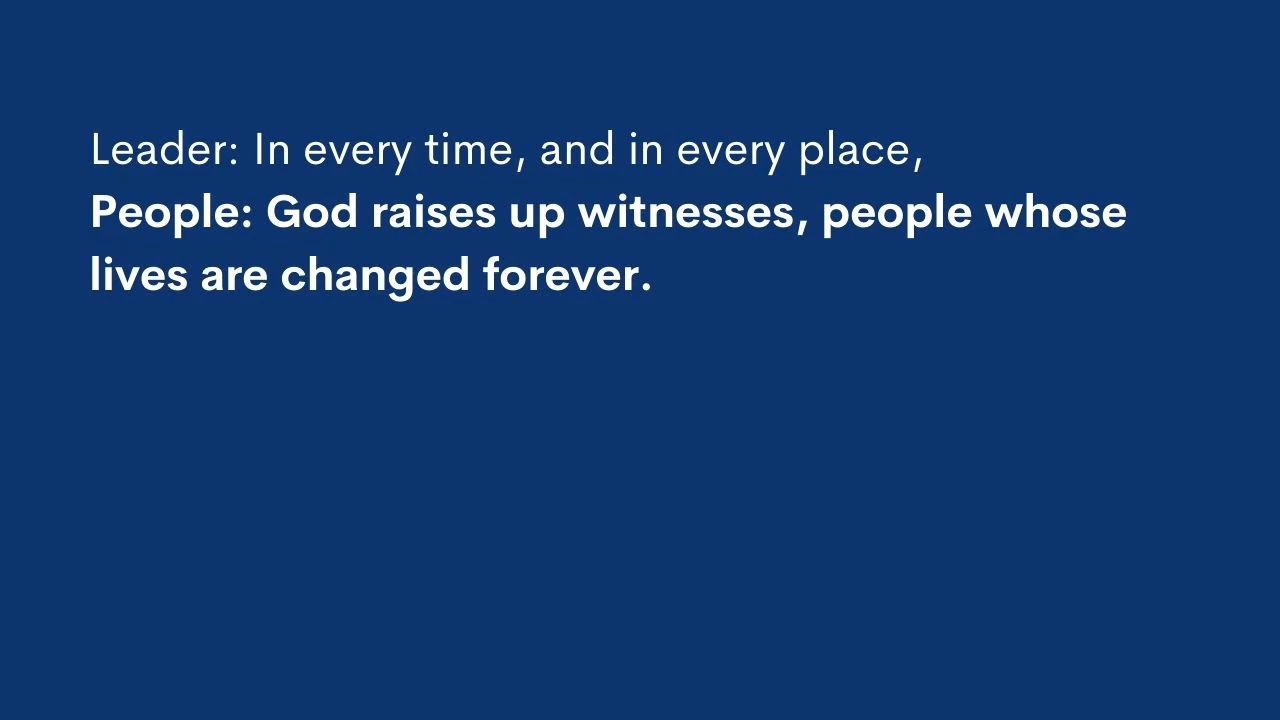 Leader: In every time, and in every place,
People: God raises up witnesses, people whose
lives are changed forever.